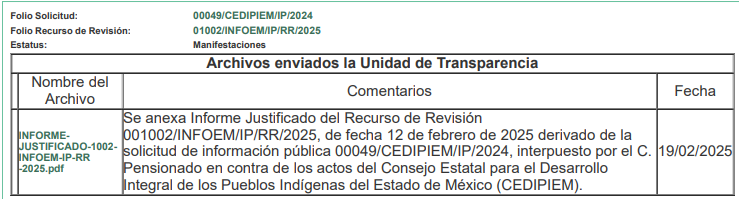 Folio Solicitud: 00049/CEDIPIEM/IP/2024
Folio Recurso de Revisión: 01002/INFOEM/IP/RR/2025
Estatus: Manifestaciones
Archivos enviados la Unidad de Transparencia
Nombre del
Archivo
Comentarios
Fecha
INFORME-
JUSTIFICADO-1002-
INFOEM-IP-RR
-2025.pdf
Se anexa Informe Justificado del Recurso de Revisión
001002/INFOEM/IP/RR/2025, de fecha 12 de febrero de 2025 derivado de la
solicitud de información pública 00049/CEDIPIEM/IP/2024, interpuesto por el C.
Pensionado en contra de los actos del Consejo Estatal para el Desarrollo
Integral de los Pueblos Indígenas del Estado de México (CEDIPIEM).
19/02/2025